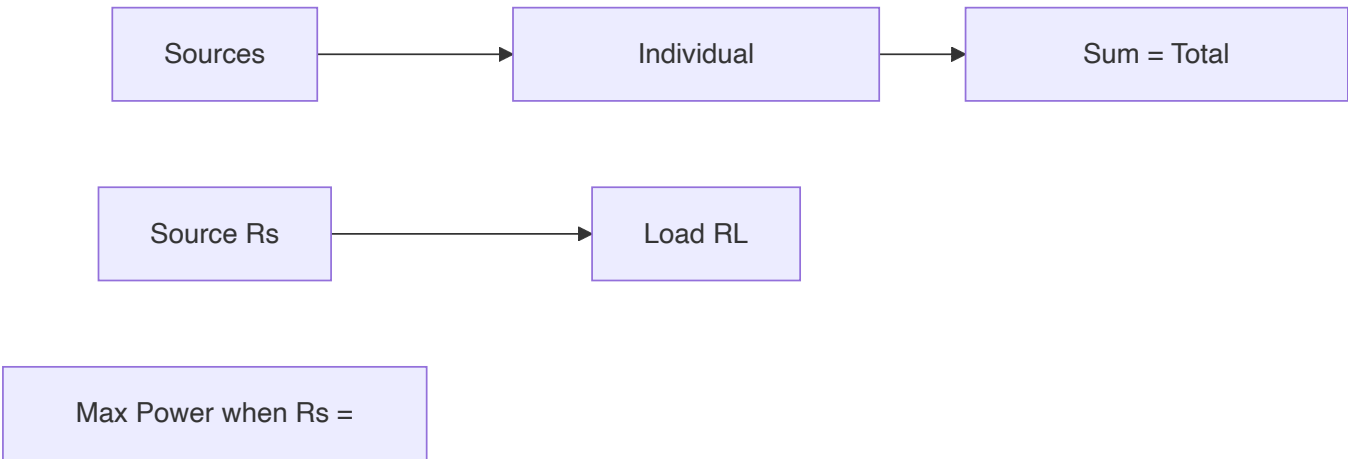 Sources
Individual
Sum = Total
Source Rs
Load RL
Max Power when Rs =